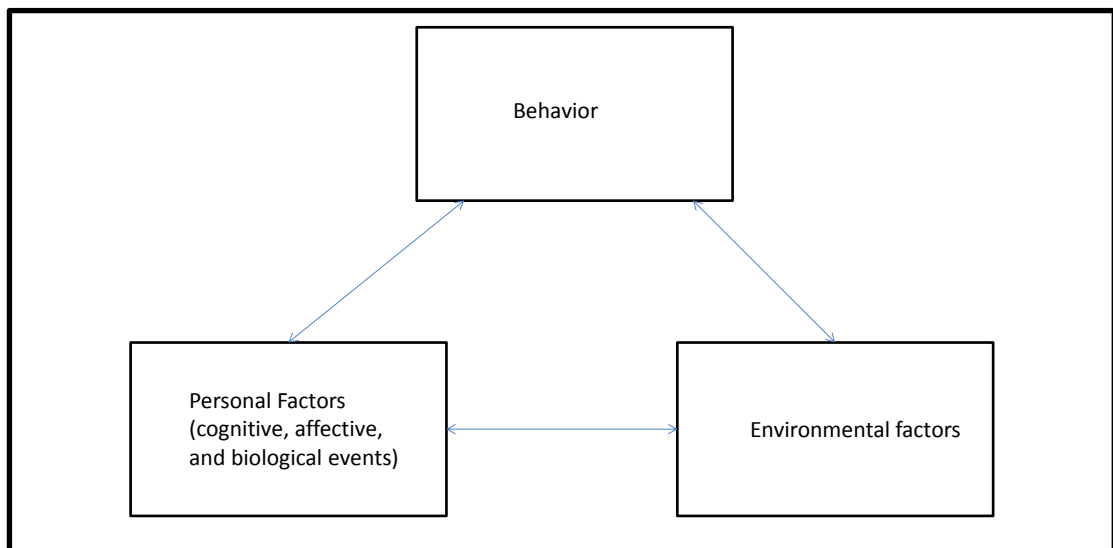 Behavior
Personal Factors
(cognitive, affective,
and biological events)
Environmental factors